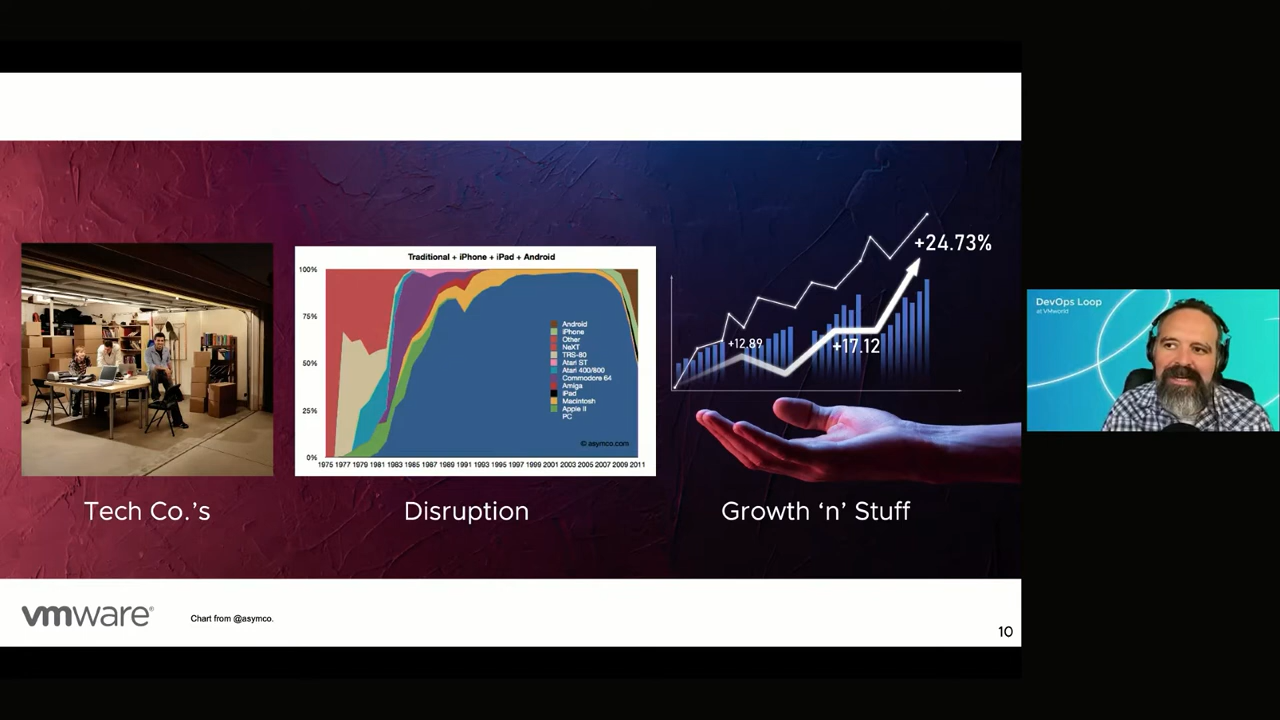 Traditional + iPhone + iPad + Android
100%
75%
50%
25%
0%
Android
iPhone
Other
NeXT
TRS-80
Atari ST
Atari 400/800
Commodore 64
Amiga
iPad
Macintosh
Apple II
PC
© asymco.com
1975 1977 1979 1981 1983 1985 1987 1989 1991 1993 1995 1997 1999 2001 2003 2005 2007 2009 2011
+24.73%
+12,89
+17.12
Tech Co.’s
Disruption
Growth ‘n’ Stuff
vmware®
Chart from @asymco.
10
DevOps Loop
at VMworld